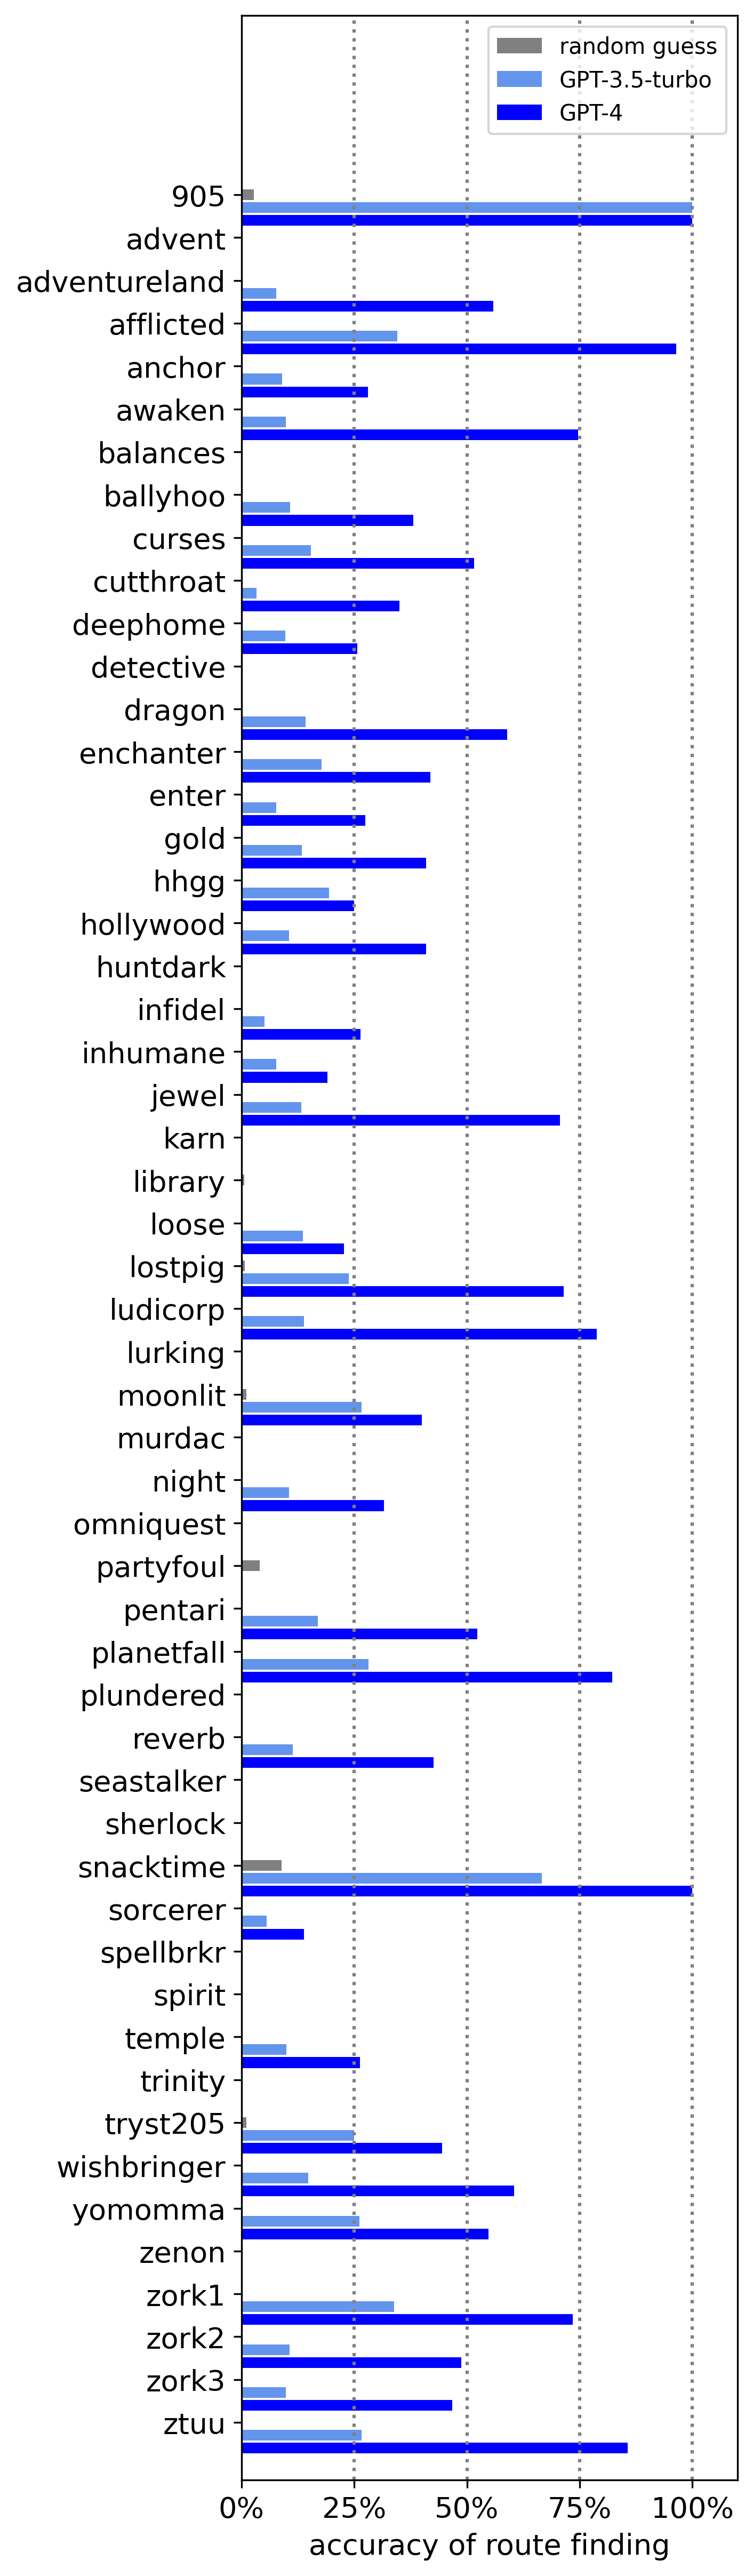 random guess
GPT-3.5-turbo
GPT-4
905
advent
adventureland
afflicted
anchor
awaken
balances
ballyhoo
curses
cutthroat
deephome
detective
dragon
enchanter
enter
gold
hhgg
hollywood
huntdark
infidel
inhumane
jewel
karn
library
loose
lostpig
ludicorp
lurking
moonlit
murdac
night
omniquest
partyfoul
pentari
planetfall
plundered
reverb
seastalker
sherlock
snacktime
sorcerer
spellbrkr
spirit
temple
trinity
tryst205
wishbringer
yomomma
zenon
zork1
zork2
zork3
ztuu
0% 25% 50% 75% 100%
accuracy of route finding